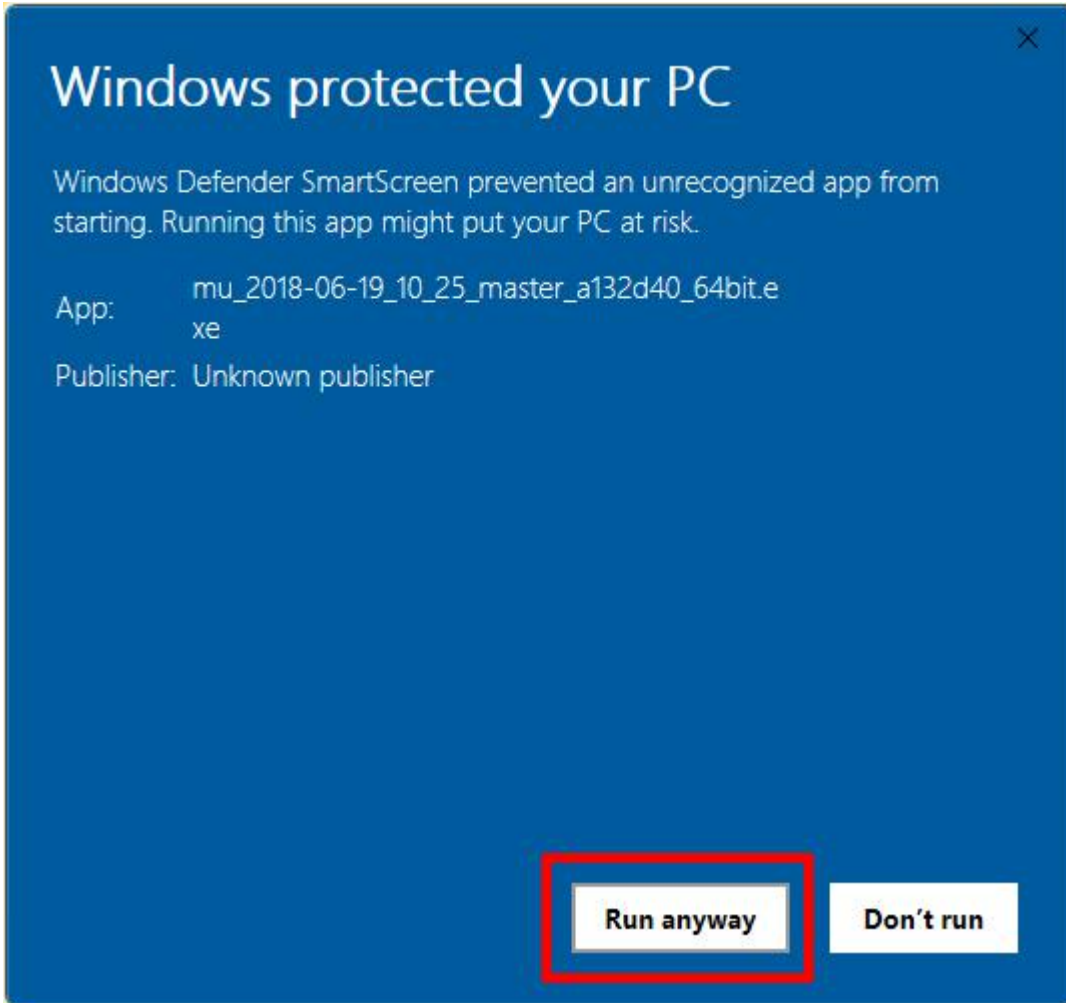 Windows protected your PC
Windows Defender SmartScreen prevented an unrecognized app from
starting. Running this app might put your PC at risk.
App: mu_2018-06-19_10_25_master_a132d40_64bit.e
xe
Publisher: Unknown publisher
Run anyway Don't run